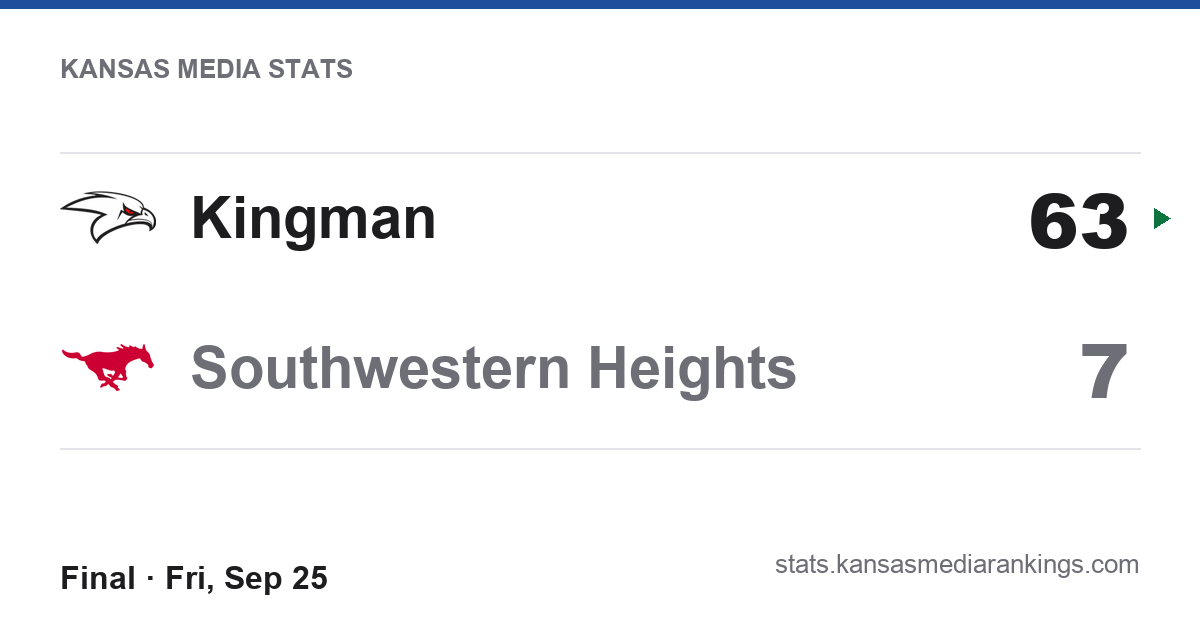 KANSAS MEDIA STATS
Kingman 63
Southwestern Heights 7
Final · Fri, Sep 25
stats.kansasmediarankings.com